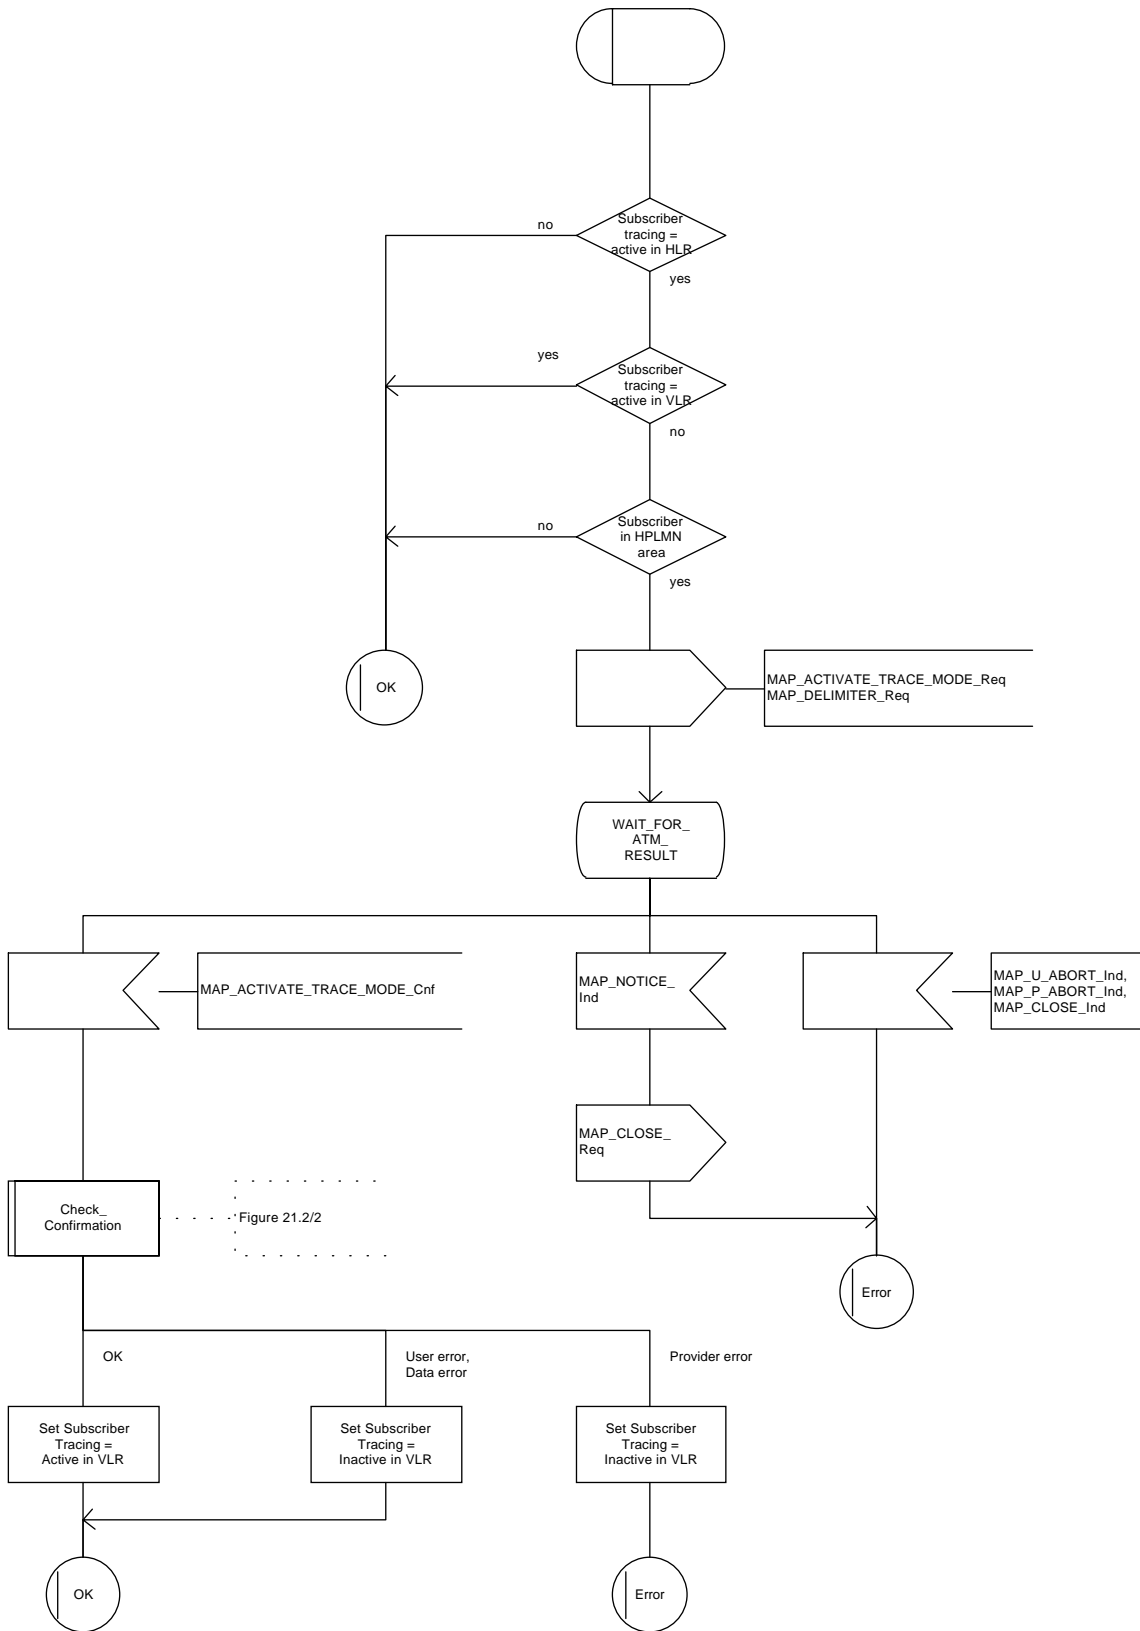 no
Subscriber
tracing =
active in HLR
yes
yes
Subscriber
tracing =
active in VLR
no
no
Subscriber
in HPLMN
area
yes
OK
MAP_ACTIVATE_TRACE_MODE_Req
MAP_DELIMITER_Req
WAIT_FOR_
ATM_
RESULT
MAP_ACTIVATE_TRACE_MODE_Cnf
MAP_NOTICE_
Ind
MAP_U_ABORT_Ind,
MAP_P_ABORT_Ind,
MAP_CLOSE_Ind
MAP_CLOSE_
Req
Check_
Confirmation
Figure 21.2/2
Error
OK
User error,
Data error
Provider error
Set Subscriber
Tracing =
Active in VLR
Set Subscriber
Tracing =
Inactive in VLR
Set Subscriber
Tracing =
Inactive in VLR
OK
Error